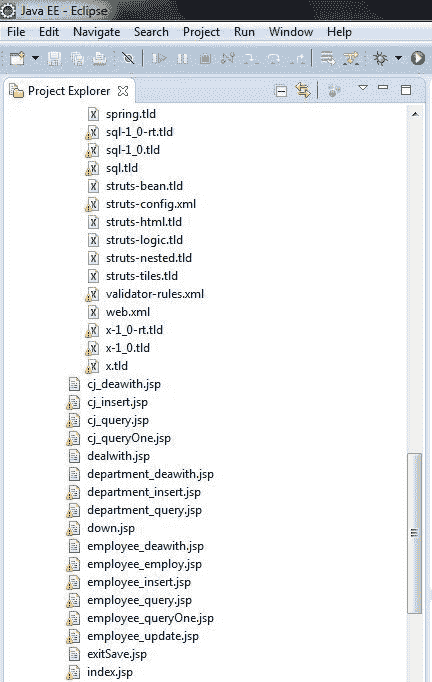 Java EE - Eclipse
File Edit Navigate Search Project Run Window Help
Project Explorer
spring.tld
sql-1_0-rt.tld
sql-1_0.tld
sql.tld
struts-bean.tld
struts-config.xml
struts-html.tld
struts-logic.tld
struts-nested.tld
struts-tiles.tld
validator-rules.xml
web.xml
x-1_0-rt.tld
x-1_0.tld
x.tld
cj_deawith.jsp
cj_insert.jsp
cj_query.jsp
cj_queryOne.jsp
dealwith.jsp
department_deawith.jsp
department_insert.jsp
department_query.jsp
down.jsp
employee_deawith.jsp
employee_employ.jsp
employee_insert.jsp
employee_query.jsp
employee_queryOne.jsp
employee_update.jsp
exitSave.jsp
index.jsp